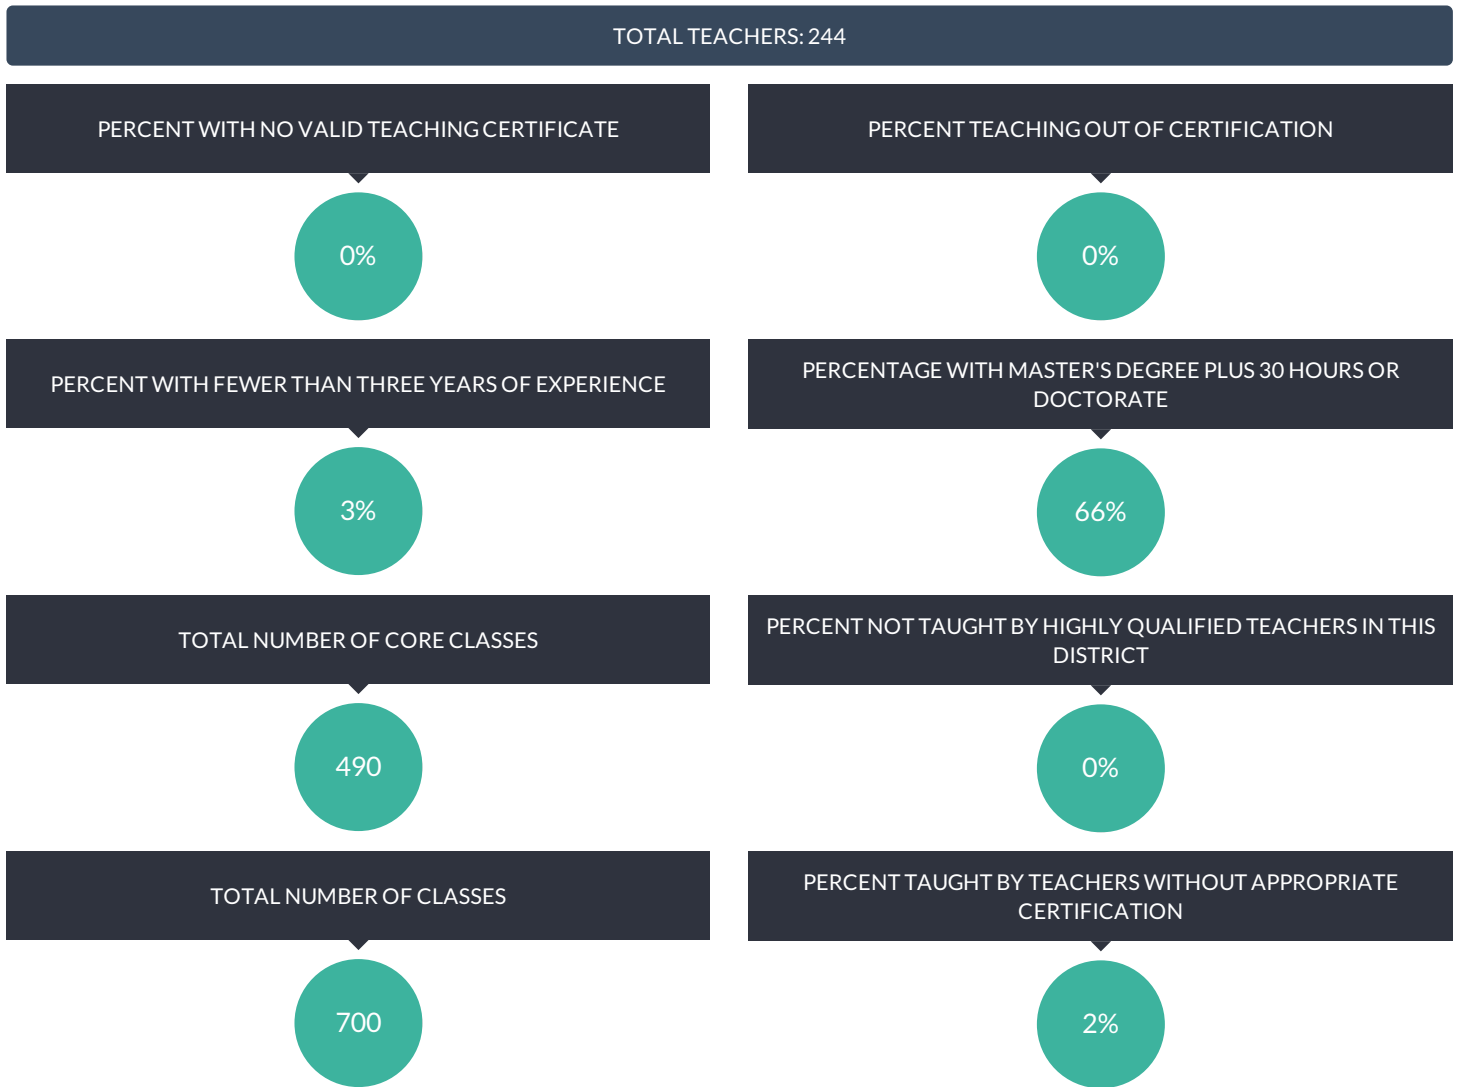 TOTAL TEACHERS: 244
PERCENT WITH NO VALID TEACHING CERTIFICATE
0%
PERCENT TEACHING OUT OF CERTIFICATION
0%
PERCENT WITH FEWER THAN THREE YEARS OF EXPERIENCE
3%
PERCENTAGE WITH MASTER'S DEGREE PLUS 30 HOURS OR
DOCTORATE
66%
TOTAL NUMBER OF CORE CLASSES
490
PERCENT NOT TAUGHT BY HIGHLY QUALIFIED TEACHERS IN THIS
DISTRICT
0%
TOTAL NUMBER OF CLASSES
700
PERCENT TAUGHT BY TEACHERS WITHOUT APPROPRIATE
CERTIFICATION
2%